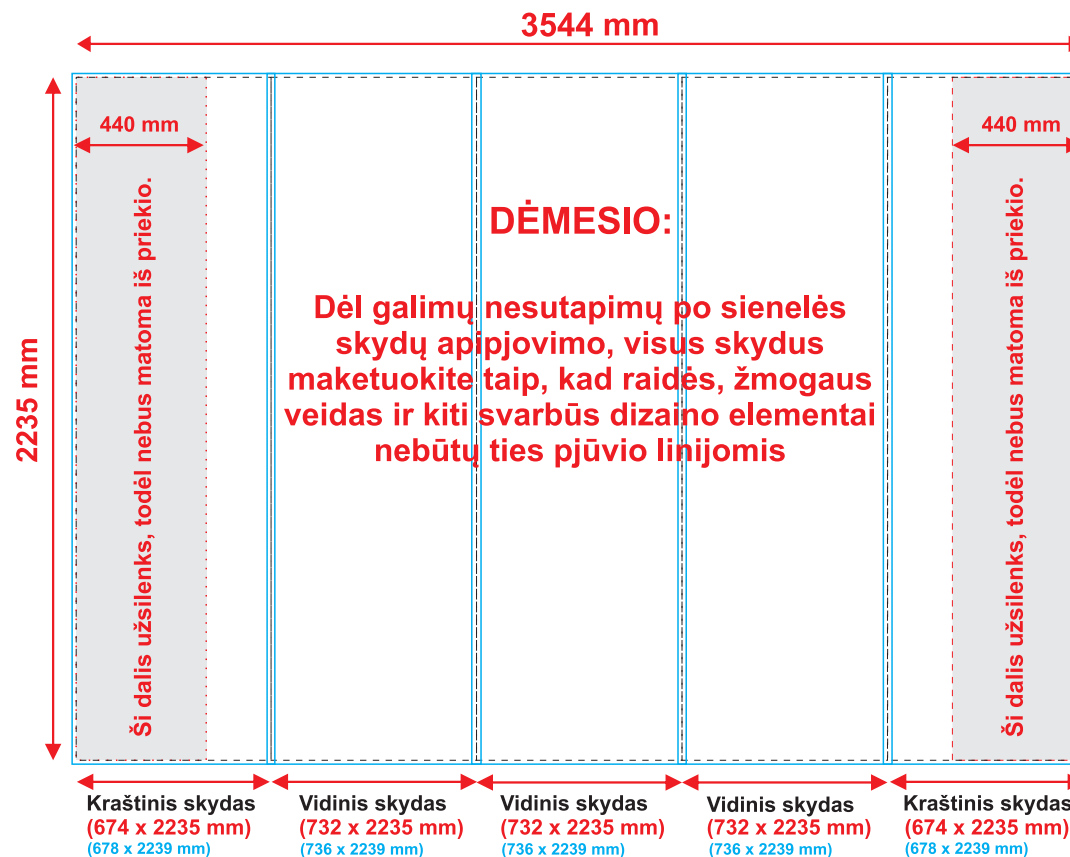 3544 mm
440 mm
440 mm
2235 mm
Ši dalis užsilenks, todėl nebus matoma iš priekio.
DĖMESIO:
Dėl galimų nesutapimų po sienelės
skydų apipjovimo, visus skydus
maketuokite taip, kad raidės, žmogaus
veidas ir kiti svarbūs dizaino elementai
nebūtų ties pjūvio linijomis
Ši dalis užsilenks, todėl nebus matoma iš priekio.
Kraštinis skydas
(674 x 2235 mm)
(678 x 2239 mm)
Vidinis skydas
(732 x 2235 mm)
(736 x 2239 mm)
Vidinis skydas
(732 x 2235 mm)
(736 x 2239 mm)
Vidinis skydas
(732 x 2235 mm)
(736 x 2239 mm)
Kraštinis skydas
(674 x 2235 mm)
(678 x 2239 mm)